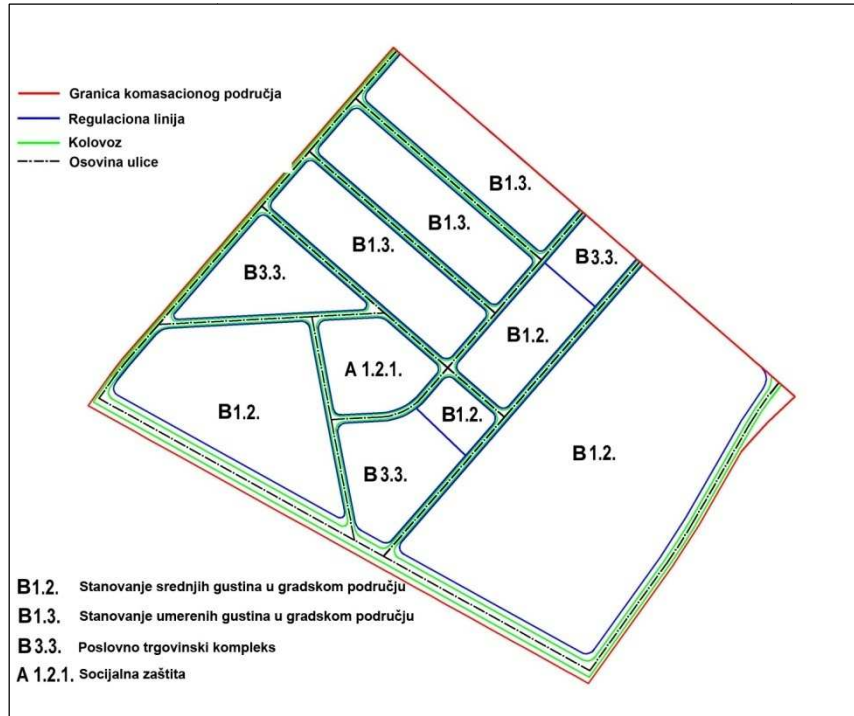 Granica komasacionog područja
Regulaciona linija
Kolovoz
Osovina ulice
B1.3.
B1.3.
B1.3.
B3.3.
B3.3.
B1.2.
A 1.2.1.
B1.2.
B1.2.
B1.2.
B3.3.
B1.2. Stanovanje srednjih gustina u gradskom području
B1.3. Stanovanje umerenih gustina u gradskom području
B3.3. Poslovno trgovinski kompleks
A 1.2.1. Socijalna zaštita